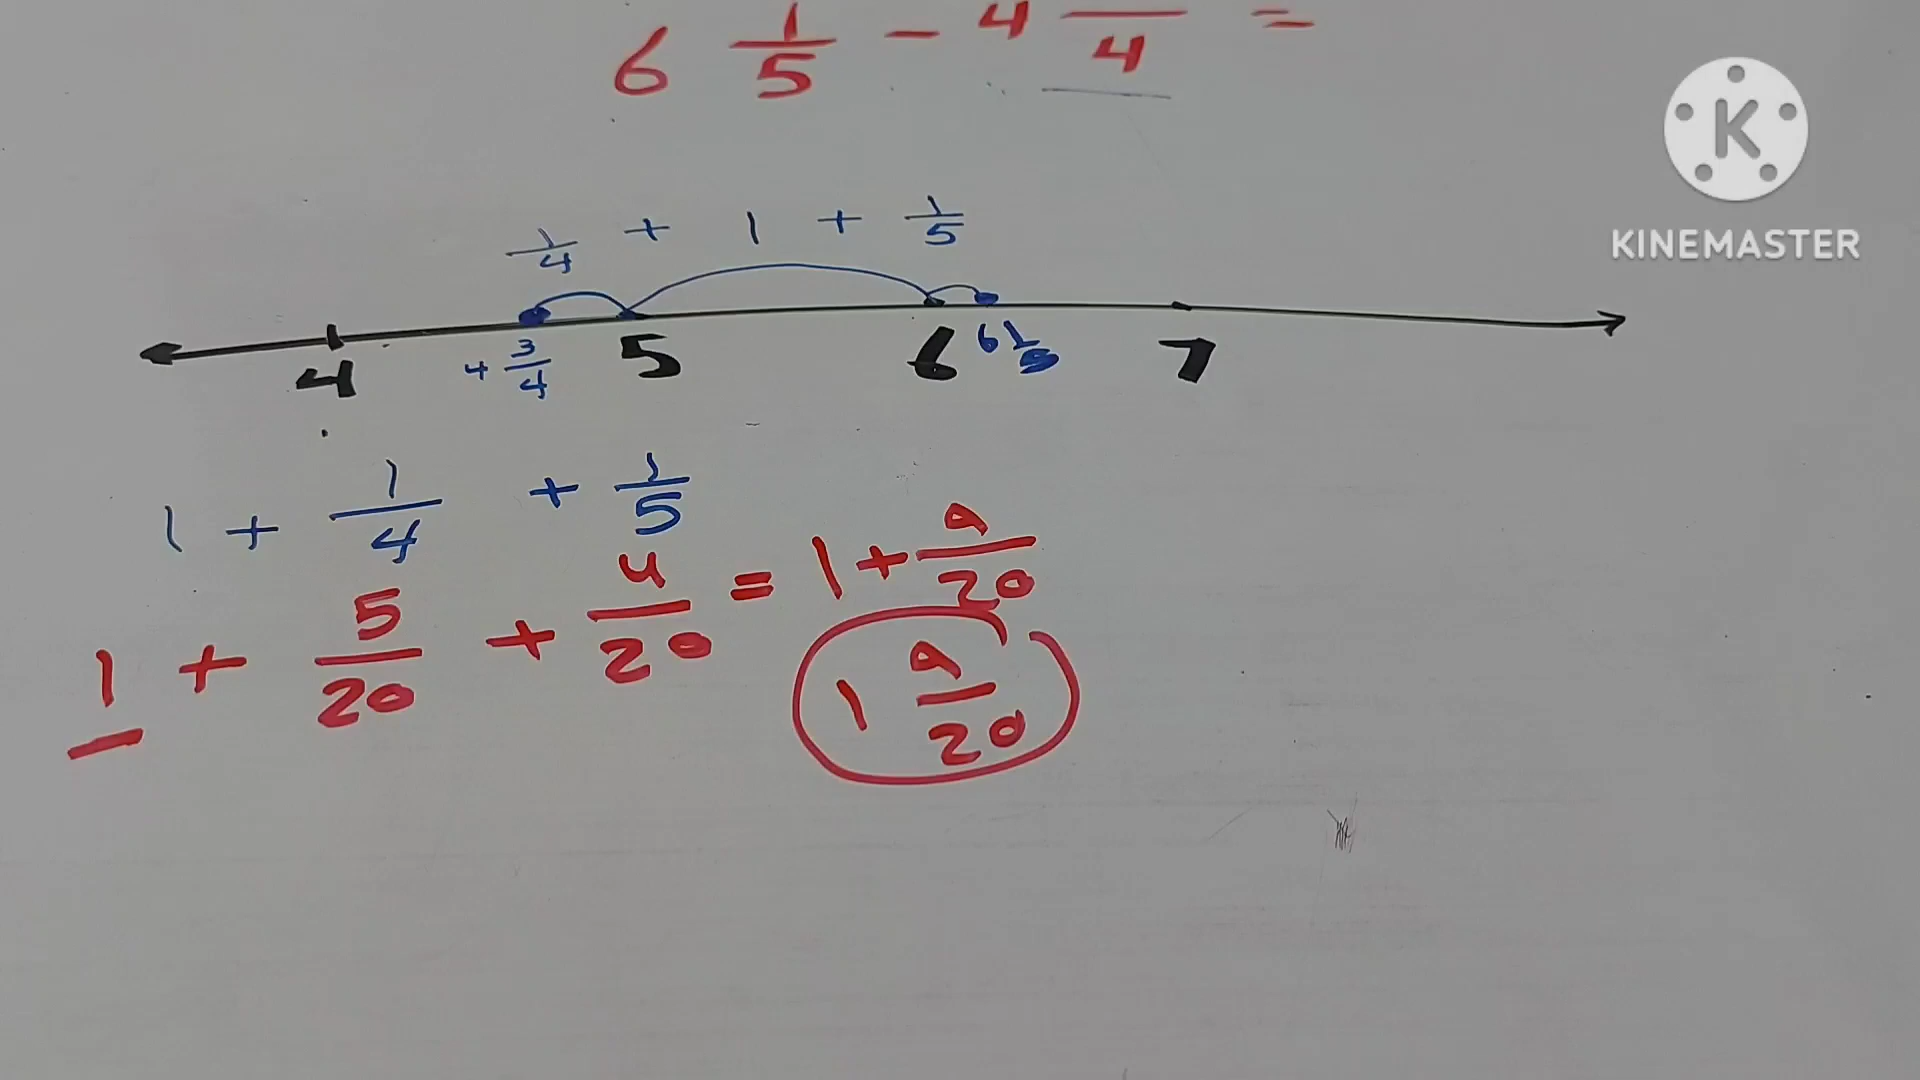 6 1/5 - 4 /4 =
K
KINEMASTER
1/4 + 1 + 1/5
4 4 3/4 5 6 6 1/5 7
1 + 1/4 + 1/5
1 + 5/20 + 4/20 = 1 + 9/20
1 9/20